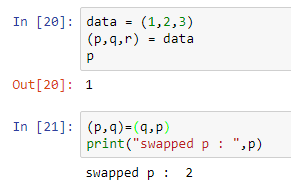 In [20]: data = (1,2,3)
(p,q,r) = data
p
Out[20]: 1
In [21]: (p,q)=(q,p)
print("swapped p : ",p)
swapped p :  2